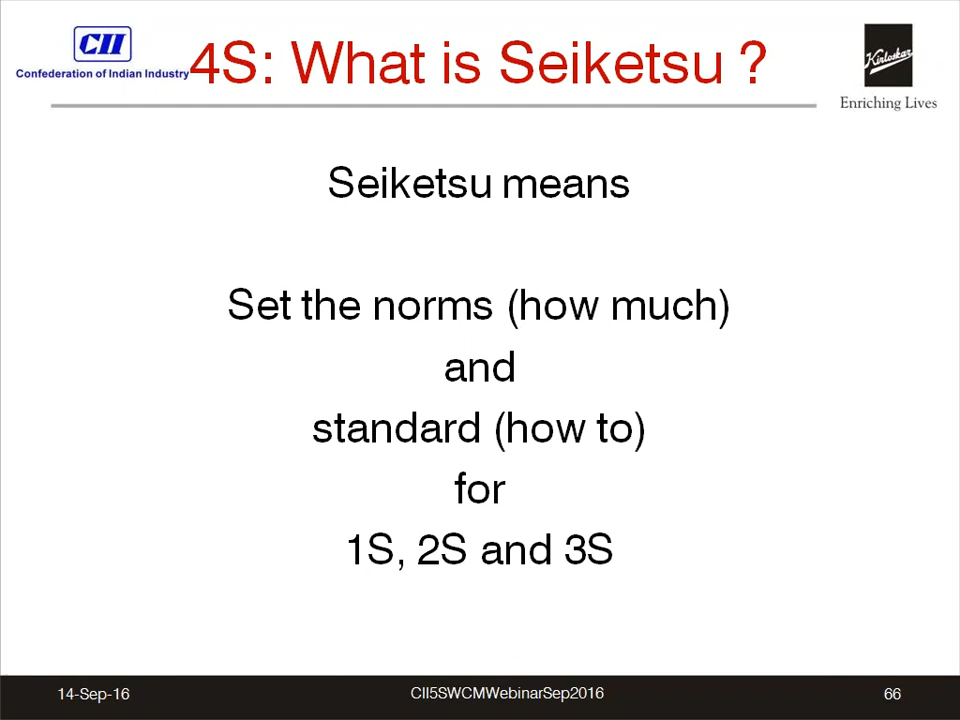 CII
Confederation of Indian Industry
4S: What is Seiketsu ?
Kirloskar
Enriching Lives
Seiketsu means
Set the norms (how much)
and
standard (how to)
for
1S, 2S and 3S
14-Sep-16
CII5SWCMWebinarSep2016
66